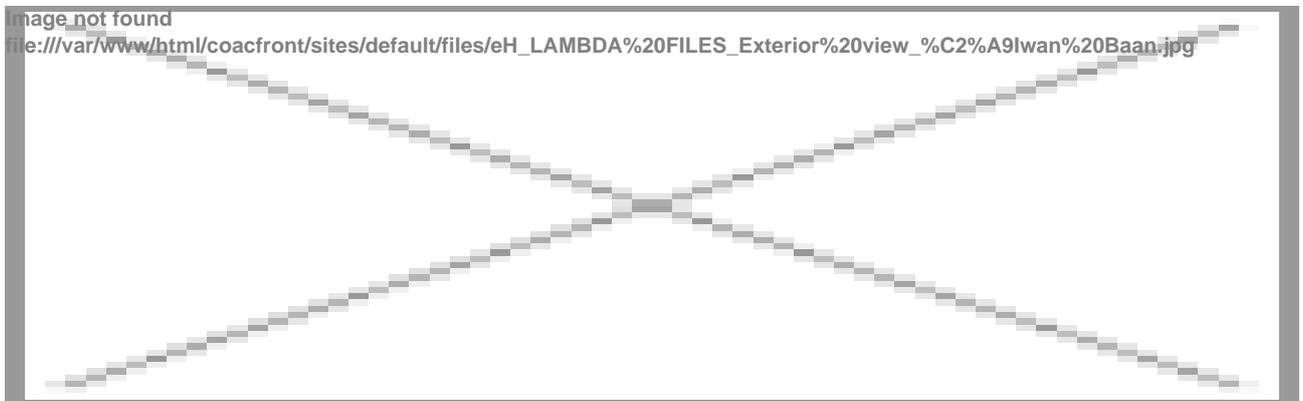 Image not found
file:///var/www/html/coacfront/sites/default/files/eH_LAMBDA%20FILES_Exterior%20view_%C2%A9Iwan%20Baan.jpg